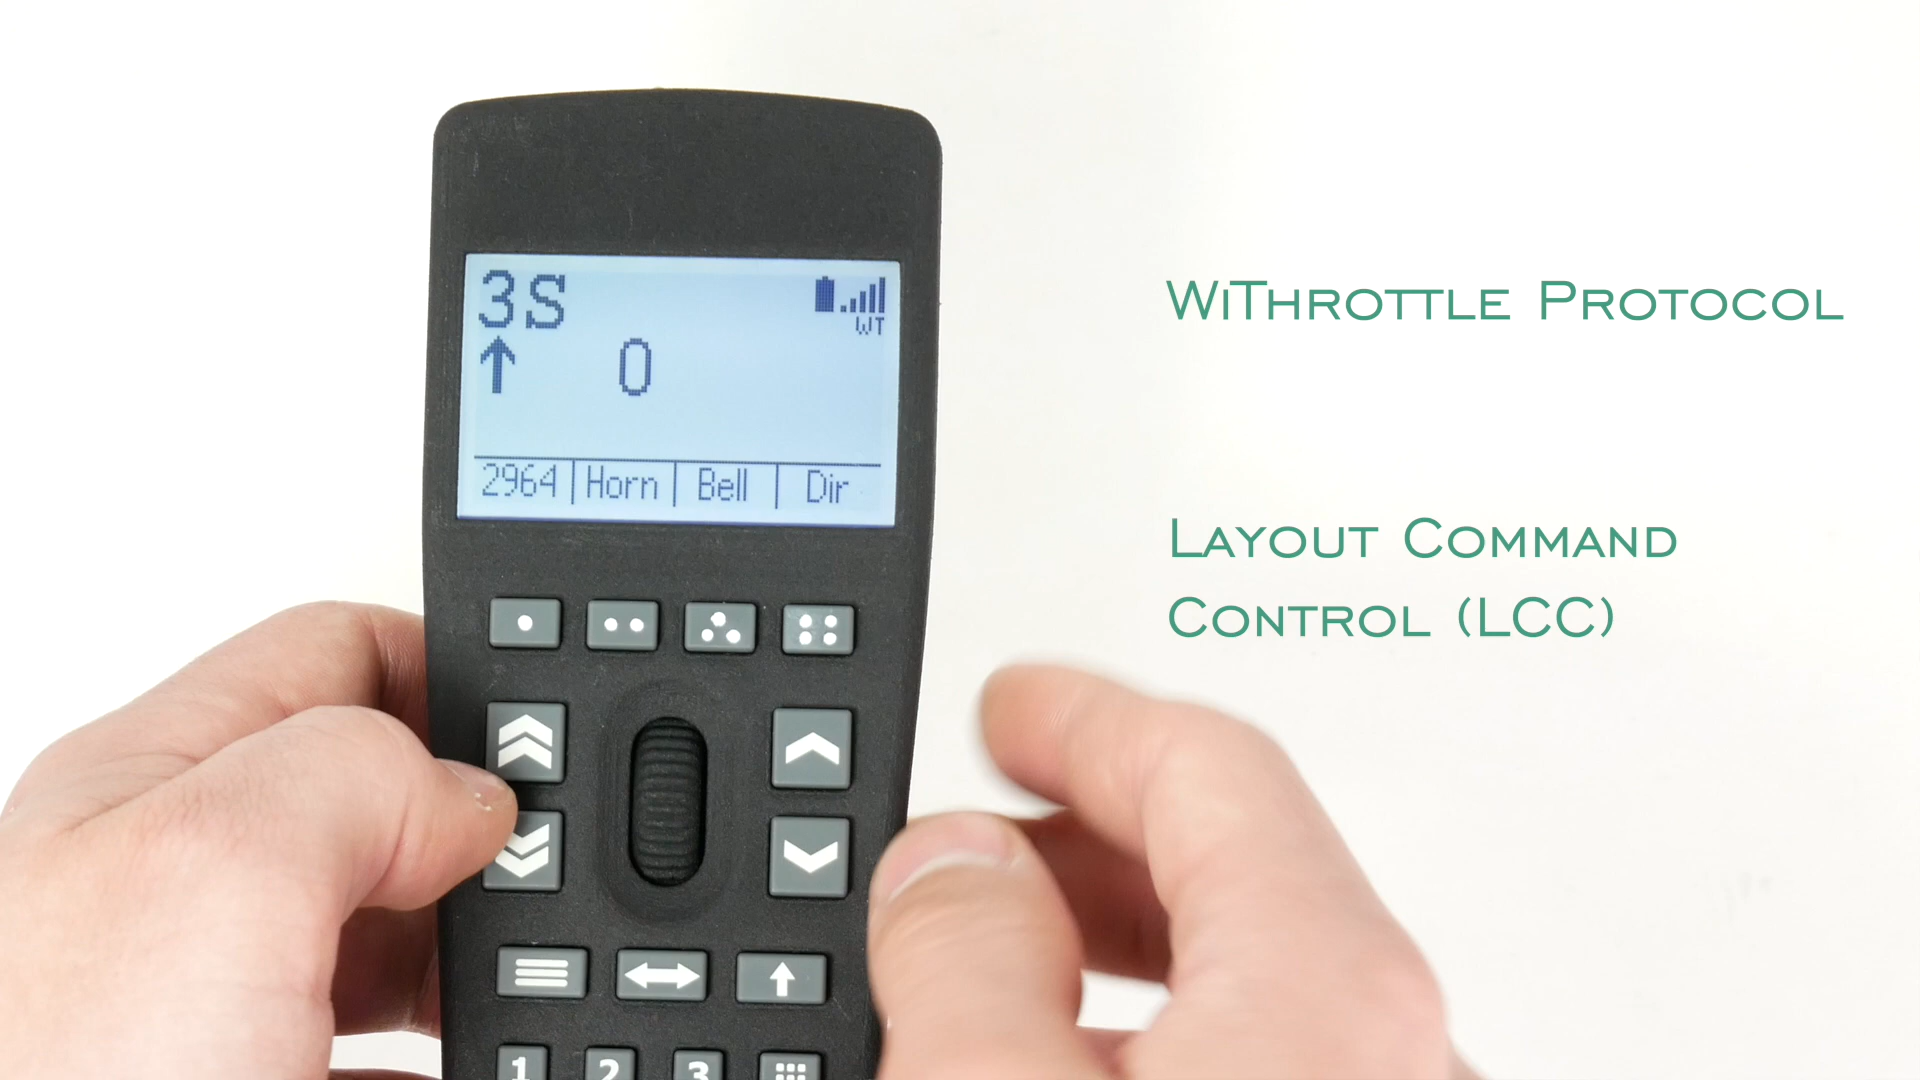 3S
WT
0
2964 Horn Bell Dir
1 2 3
WiThrottle Protocol
Layout Command
Control (LCC)